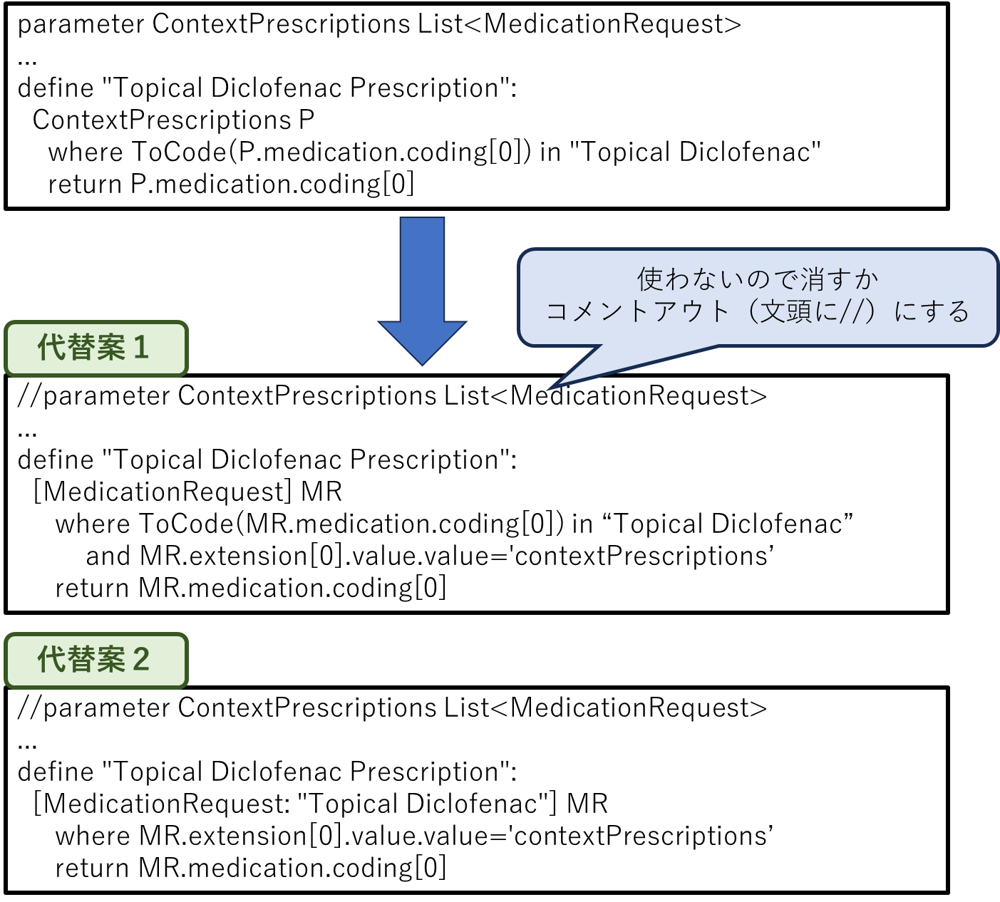 parameter ContextPrescriptions List<MedicationRequest>
...
define "Topical Diclofenac Prescription":
ContextPrescriptions P
where ToCode(P.medication.coding[0]) in "Topical Diclofenac"
return P.medication.coding[0]
使わないので消すか
コメントアウト（文頭に//）にする
代替案１
//parameter ContextPrescriptions List<MedicationRequest>
...
define "Topical Diclofenac Prescription":
[MedicationRequest] MR
where ToCode(MR.medication.coding[0]) in “Topical Diclofenac”
and MR.extension[0].value.value='contextPrescriptions’
return MR.medication.coding[0]
代替案２
//parameter ContextPrescriptions List<MedicationRequest>
...
define "Topical Diclofenac Prescription":
[MedicationRequest: "Topical Diclofenac"] MR
where MR.extension[0].value.value='contextPrescriptions’
return MR.medication.coding[0]